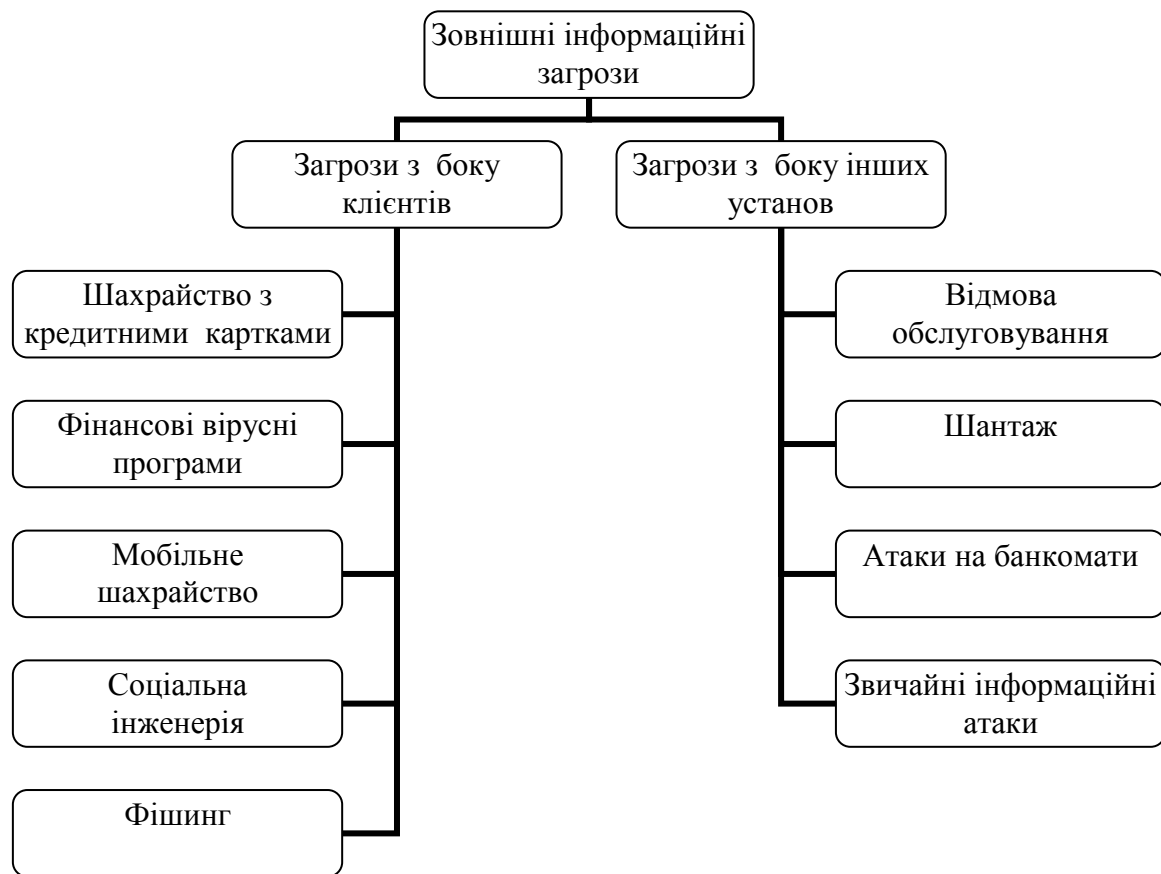 Зовнішні інформаційні
загрози
Загрози з боку
клієнтів
Загрози з боку інших
установ
Шахрайство з
кредитними картками
Фінансові вірусні
програми
Мобільне
шахрайство
Соціальна
інженерія
Фішинг
Відмова
обслуговування
Шантаж
Атаки на банкомати
Звичайні інформаційні
атаки